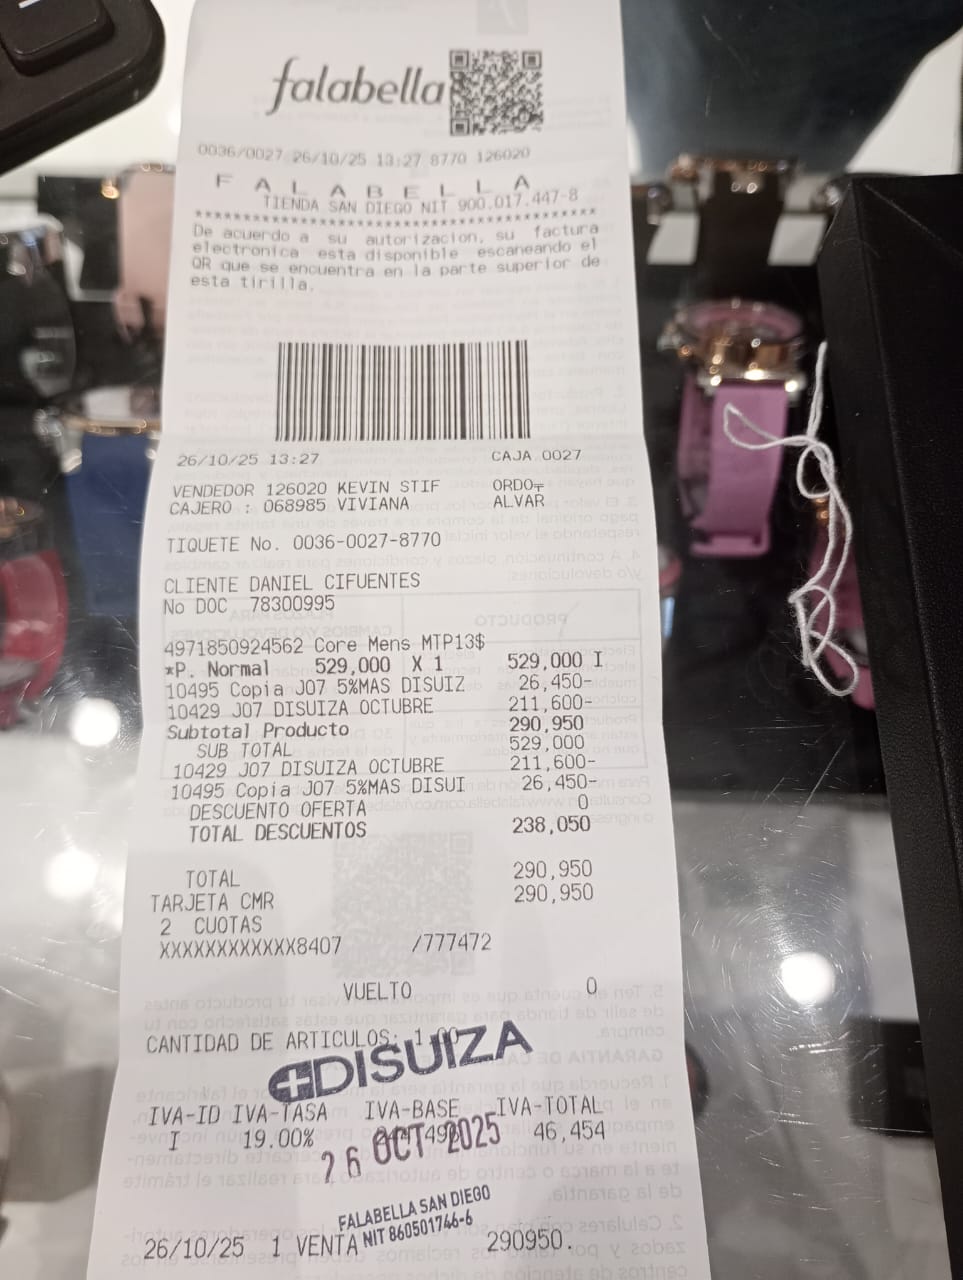 falabella
0036/0027 26/10/25 13:27 8770 126020
F A L A B E L L A
TIENDA SAN DIEGO NIT 900.017.447-8
****************************************
De acuerdo a su autorizacion, su factura
electronica esta disponible escaneando el
QR que se encuentra en la parte superior de
esta tirilla.
26/10/25 13:27 CAJA 0027
VENDEDOR 126020 KEVIN STIF ORDO
CAJERO : 068985 VIVIANA ALVAR
TIQUETE No. 0036-0027-8770
CLIENTE DANIEL CIFUENTES
No DOC 78300995
4971850924562 Core Mens MTP13$
*P. Normal 529,000 X 1 529,000 I
10495 Copia J07 5%MAS DISUIZ 26,450-
10429 J07 DISUIZA OCTUBRE 211,600-
Subtotal Producto 290,950
SUB TOTAL 529,000
10429 J07 DISUIZA OCTUBRE 211,600-
10495 Copia J07 5%MAS DISUI 26,450-
DESCUENTO OFERTA 0
TOTAL DESCUENTOS 238,050
TOTAL 290,950
TARJETA CMR 290,950
2 CUOTAS
XXXXXXXXXXXX8407 /777472
VUELTO 0
CANTIDAD DE ARTICULOS: 1.00
DISUIZA
IVA-ID IVA-TASA IVA-BASE IVA-TOTAL
I 19.00% 46,454
26 OCT 2025
FALABELLA SAN DIEGO
NIT 860501746-6
26/10/25 1 VENTA 290950.